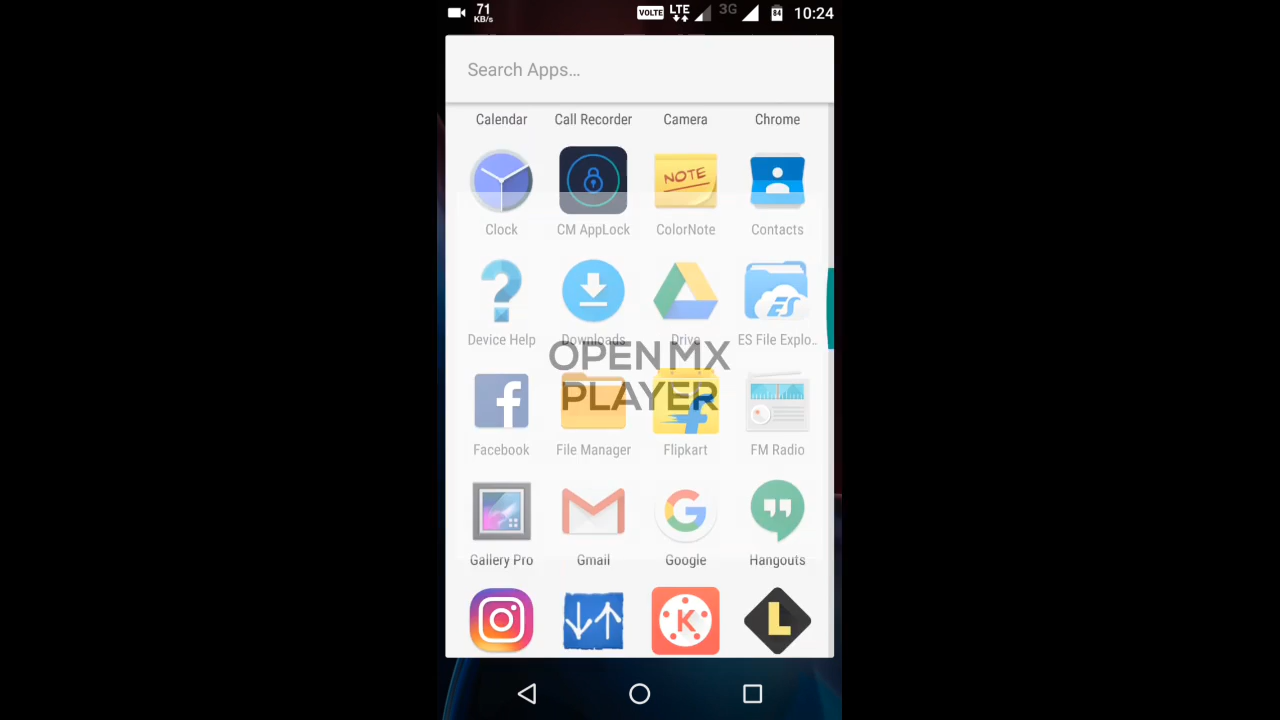 71
KB/s
VOLTE
LTE
3G
84
10:24
Search Apps...
Calendar
Call Recorder
Camera
Chrome
NOTE
Clock
CM AppLock
ColorNote
Contacts
ES
Device Help
Downloads
Drive
ES File Explo..
OPEN MX
PLAYER
f
f
Facebook
File Manager
Flipkart
FM Radio
G
Gallery Pro
Gmail
Google
Hangouts
K
L